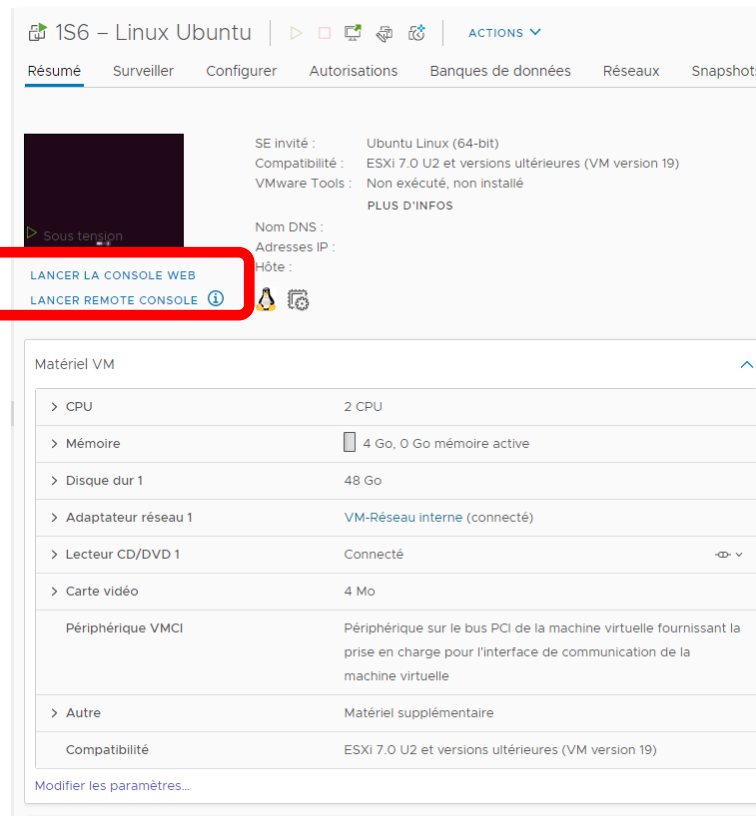 1S6 – Linux Ubuntu ACTIONS
Résumé Surveiller Configurer Autorisations Banques de données Réseaux Snapshots
SE invité : Ubuntu Linux (64-bit)
Compatibilité : ESXi 7.0 U2 et versions ultérieures (VM version 19)
VMware Tools : Non exécuté, non installé
PLUS D'INFOS
Sous tension
Nom DNS :
Adresses IP :
Hôte :
LANCER LA CONSOLE WEB
LANCER REMOTE CONSOLE
Matériel VM
CPU 2 CPU
Mémoire 4 Go, 0 Go mémoire active
Disque dur 1 48 Go
Adaptateur réseau 1 VM-Réseau interne (connecté)
Lecteur CD/DVD 1 Connecté
Carte vidéo 4 Mo
Périphérique VMCI Périphérique sur le bus PCI de la machine virtuelle fournissant la
prise en charge pour l'interface de communication de la
machine virtuelle
Autre Matériel supplémentaire
Compatibilité ESXi 7.0 U2 et versions ultérieures (VM version 19)
Modifier les paramètres...